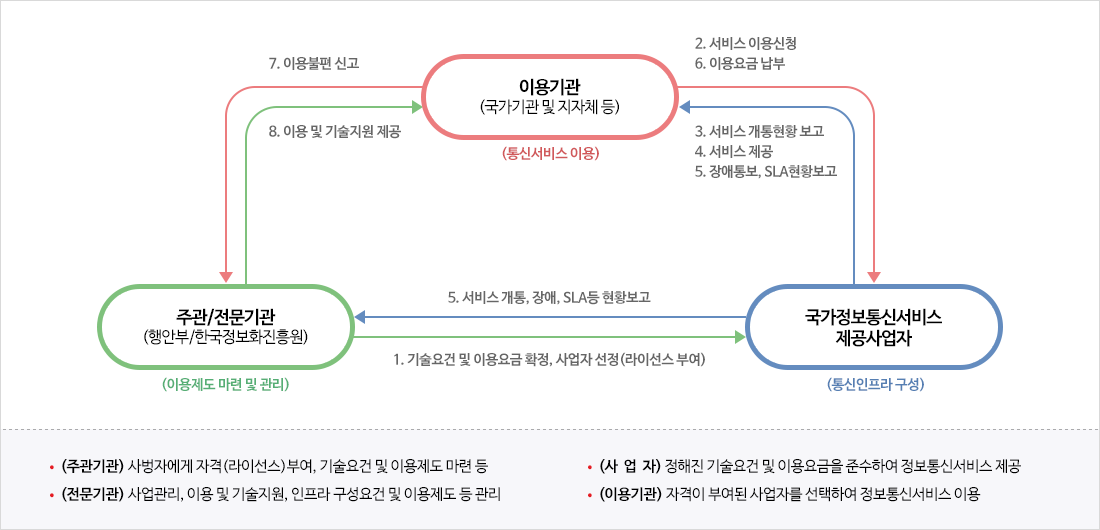 7. 이용불편 신고
2. 서비스 이용신청
6. 이용요금 납부
이용기관
(국가기관 및 지자체 등)
(통신서비스 이용)
8. 이용 및 기술지원 제공
3. 서비스 개통현황 보고
4. 서비스 제공
5. 장애통보, SLA현황보고
주관/전문기관
(행안부/한국정보화진흥원)
(이용제도 마련 및 관리)
5. 서비스 개통, 장애, SLA등 현황보고
1. 기술요건 및 이용요금 확정, 사업자 선정(라이선스 부여)
국가정보통신서비스
제공사업자
(통신인프라 구성)
• (주관기관) 사벙자에게 자격(라이선스)부여, 기술요건 및 이용제도 마련 등
• (전문기관) 사업관리, 이용 및 기술지원, 인프라 구성요건 및 이용제도 등 관리
• (사 업 자) 정해진 기술요건 및 이용요금을 준수하여 정보통신서비스 제공
• (이용기관) 자격이 부여된 사업자를 선택하여 정보통신서비스 이용